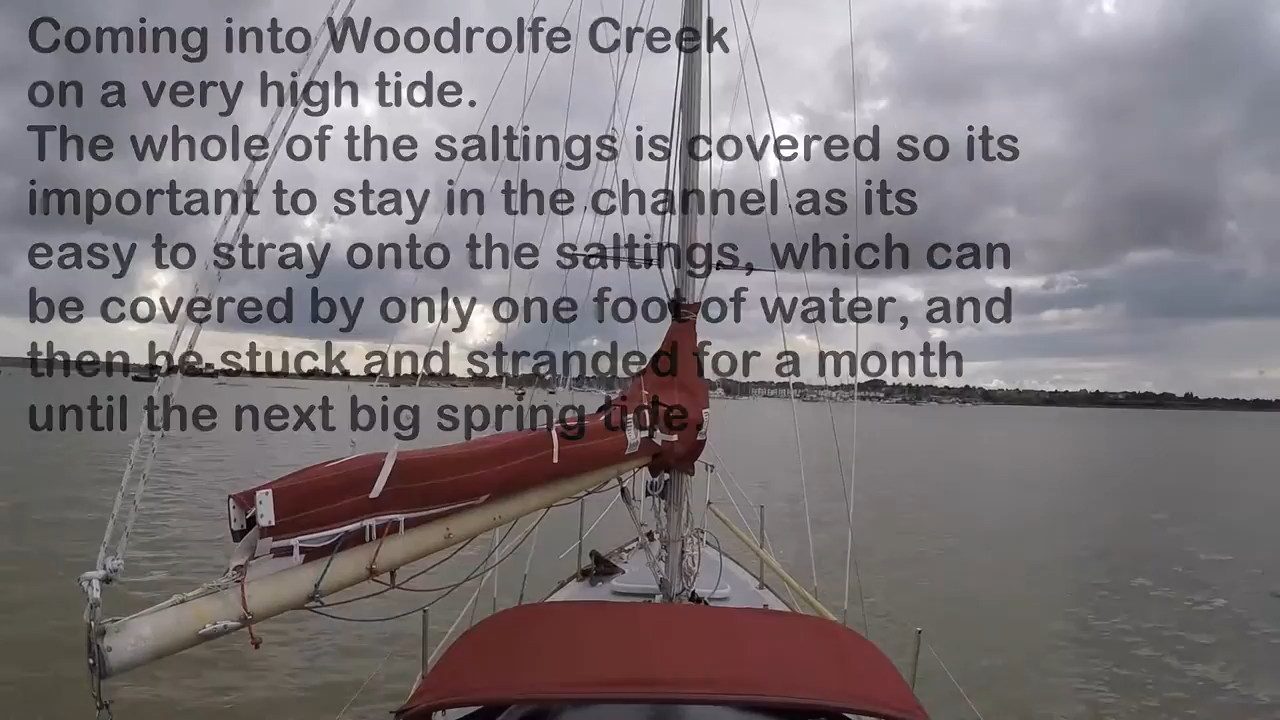 Coming into Woodrolfe Creek
on a very high tide.
The whole of the saltings is covered so its
important to stay in the channel as its
easy to stray onto the saltings, which can
be covered by only one foot of water, and
then be stuck and stranded for a month
until the next big spring tide.